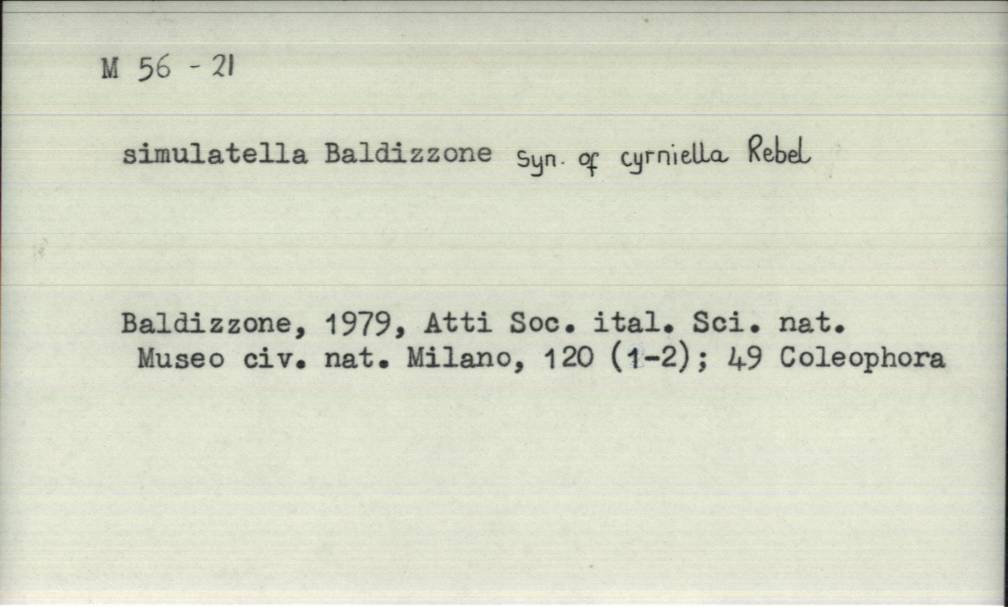 M 56 - 21
simulatella Baldizzone syn. of cyrniella Rebel
Baldizzone, 1979, Atti Soc. ital. Sci. nat.
Museo civ. nat. Milano, 120 (1-2); 49 Coleophora